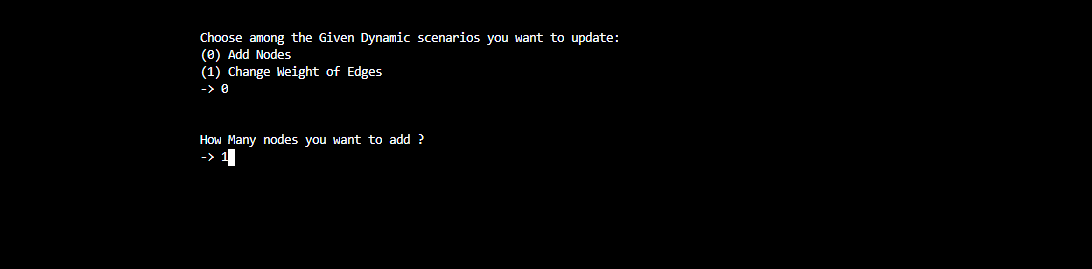 Choose among the Given Dynamic scenarios you want to update:
(0) Add Nodes
(1) Change Weight of Edges
-> 0
How Many nodes you want to add ?
-> 1